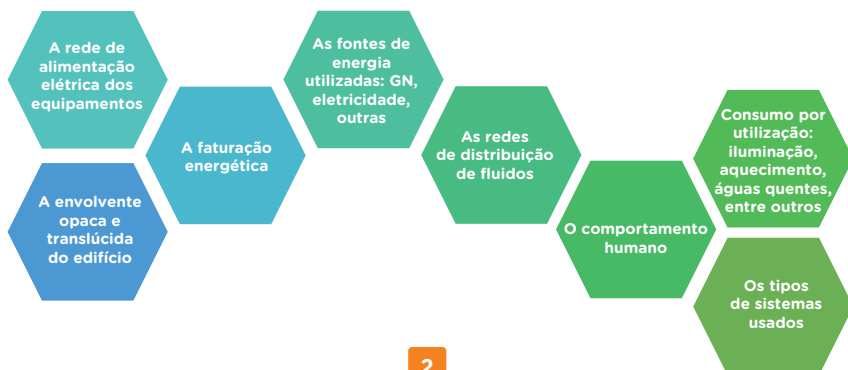 A rede de
alimentação
elétrica dos
equipamentos
A envolvente
opaca e
translúcida
do edifício
A faturação
energética
As fontes de
energia
utilizadas: GN,
eletricidade,
outras
As redes
de distribuição
de fluidos
O comportamento
humano
Consumo por
utilização:
iluminação,
aquecimento,
águas quentes,
entre outros
Os tipos
de sistemas
usados
2